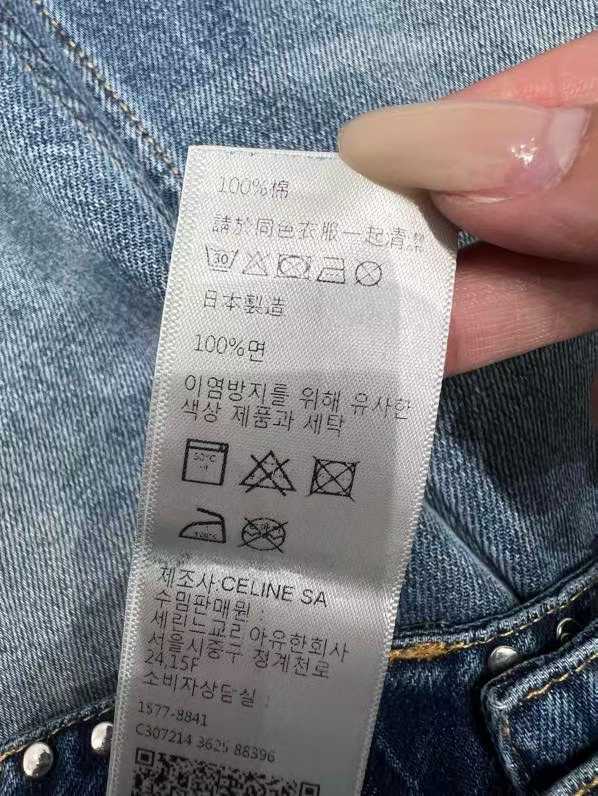 100%棉
請於同色衣服一起清潔
30
日本製造
100%면
이염방지를 위해 유사한
색상 제품과 세탁
제조사:CELINE SA
수입판매원 :
셀린느코리아유한회사
서울시중구 청계천로
24,15F
소비자상담실 :
1577-8841
C307214 3625 88396